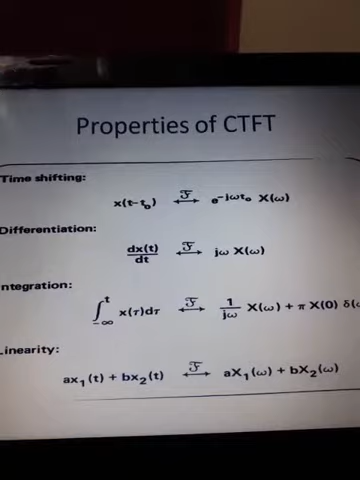 Properties of CTFT
Time shifting:
x(t-t₀) ℱ↔ e^-jωt₀ X(ω)
Differentiation:
dx(t)/dt ℱ↔ jω X(ω)
ntegration:
∫_-∞^t x(τ)dτ ℱ↔ 1/jω X(ω) + π X(0) δ(
Linearity:
ax₁(t) + bx₂(t) ℱ↔ aX₁(ω) + bX₂(ω)